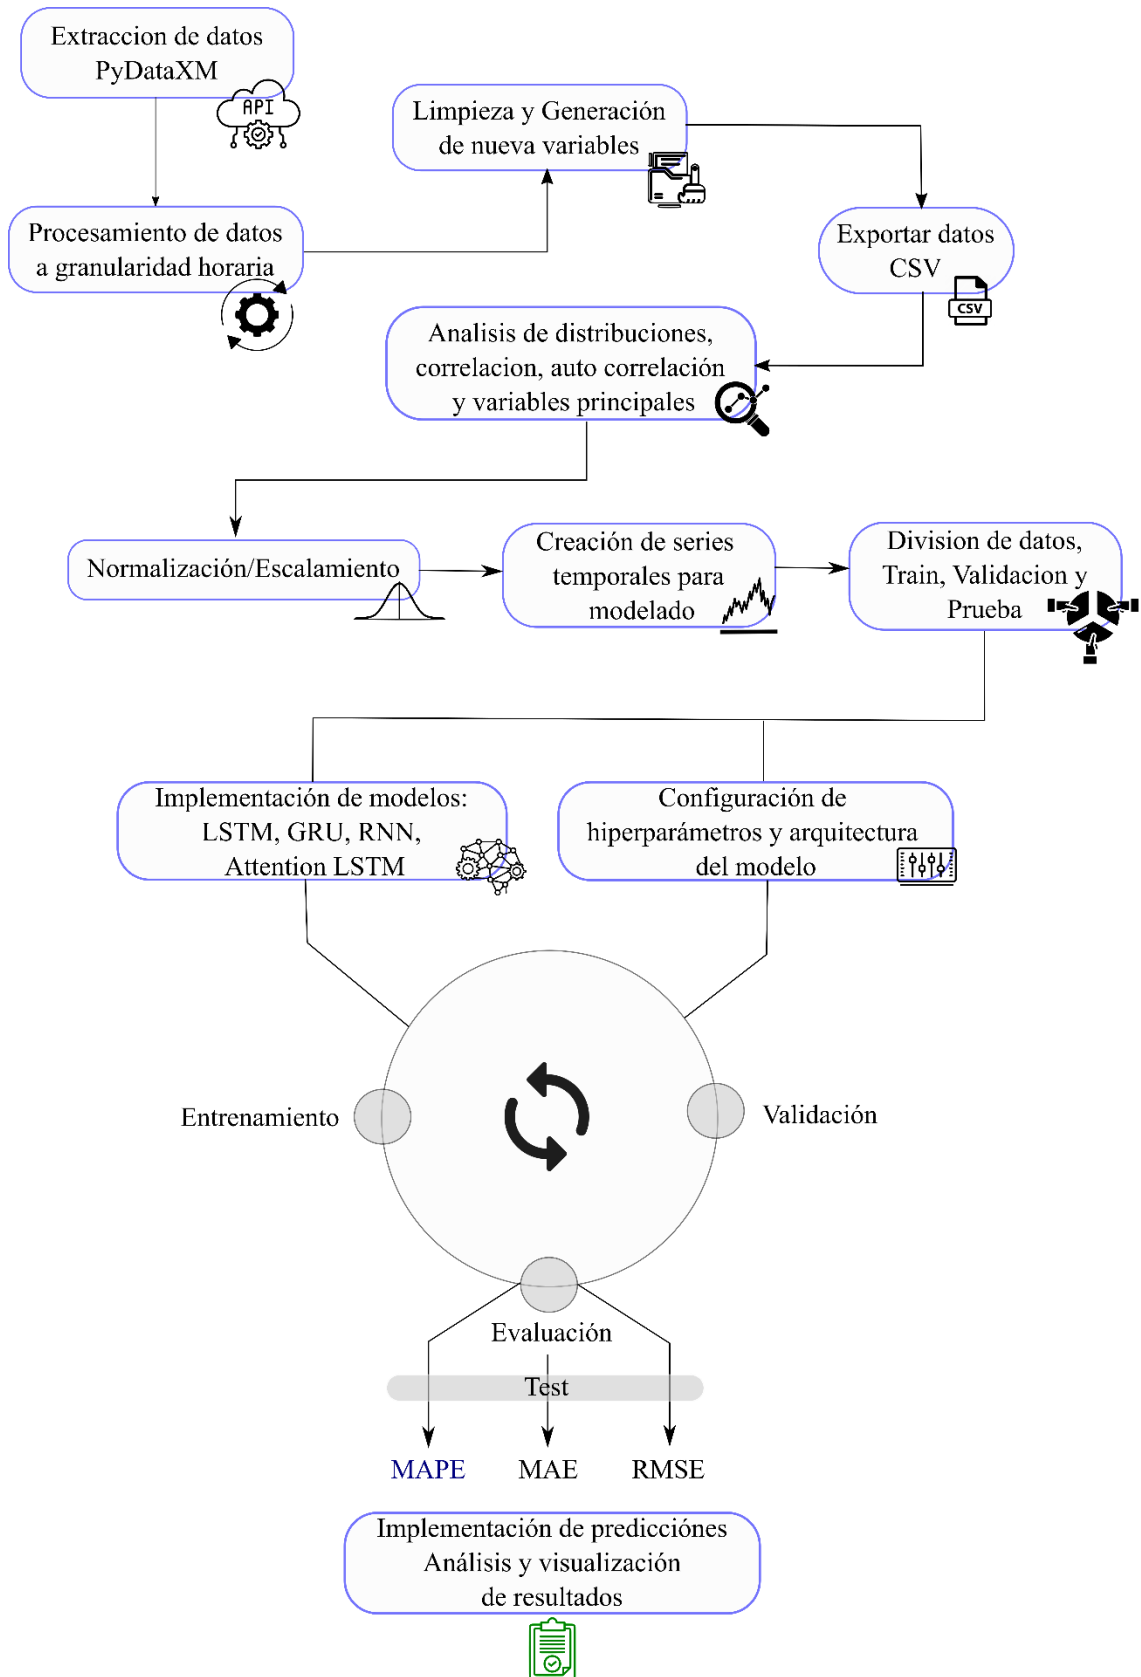 Extraccion de datos
PyDataXM
API
Limpieza y Generación
de nueva variables
Procesamiento de datos
a granularidad horaria
Exportar datos
CSV
CSV
Analisis de distribuciones,
correlacion, auto correlación
y variables principales
Normalización/Escalamiento
Creación de series
temporales para
modelado
Division de datos,
Train, Validacion y
Prueba
Implementación de modelos:
LSTM, GRU, RNN,
Attention LSTM
Configuración de
hiperparámetros y arquitectura
del modelo
Entrenamiento
Validación
Evaluación
Test
MAPE
MAE
RMSE
Implementación de predicciónes
Análisis y visualización
de resultados